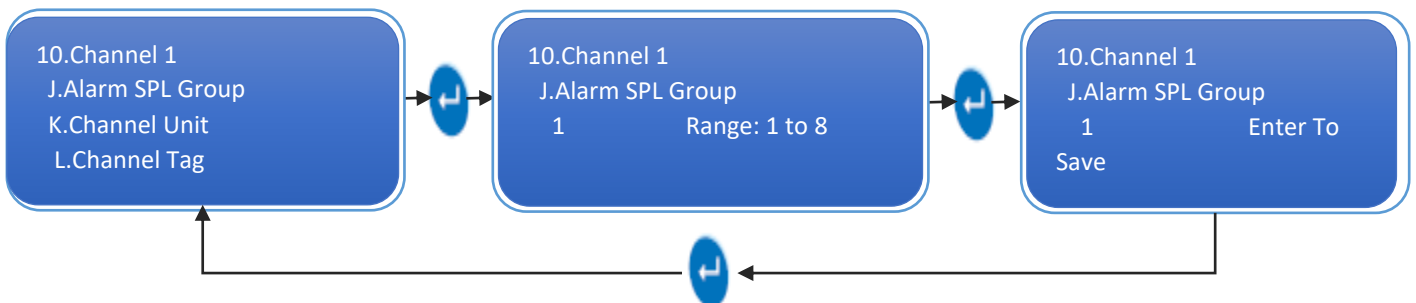 10.Channel 1
J.Alarm SPL Group
K.Channel Unit
L.Channel Tag
10.Channel 1
J.Alarm SPL Group
1 Range: 1 to 8
10.Channel 1
J.Alarm SPL Group
1 Enter To
Save